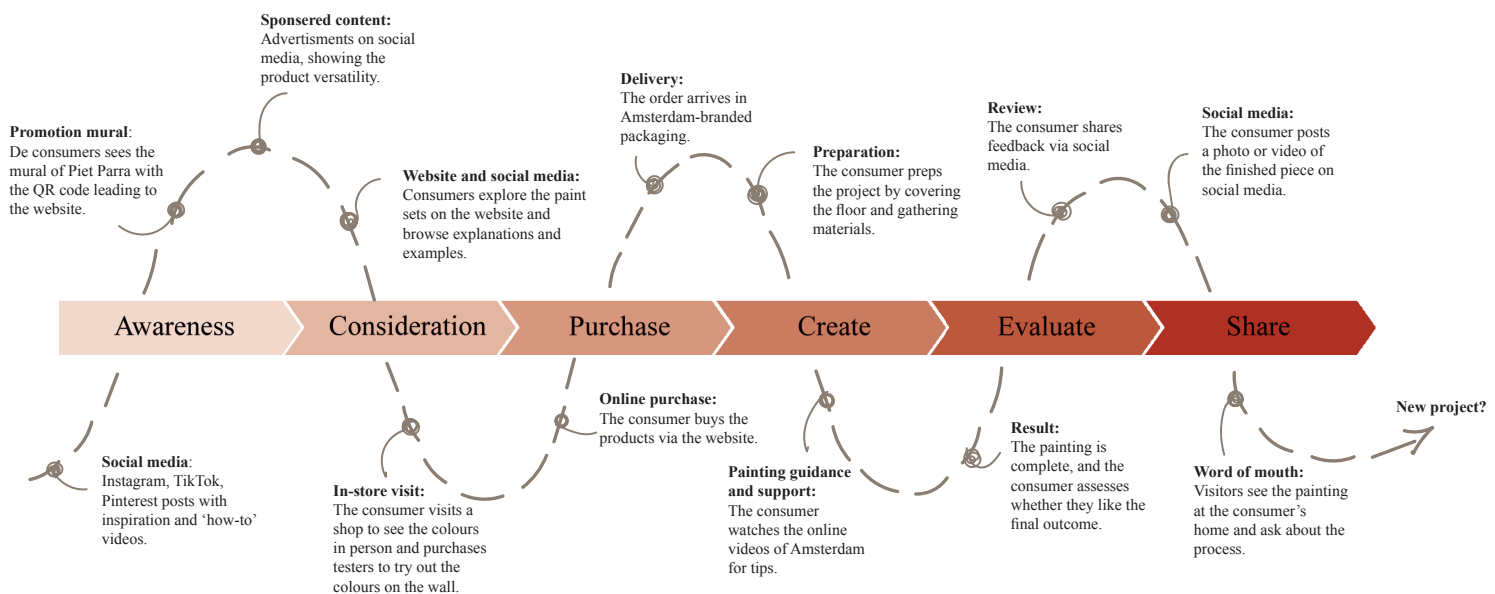 Sponsered content:
Advertisments on social
media, showing the
product versatility.
Promotion mural:
De consumers sees the
mural of Piet Parra with
the QR code leading to
the website.
Website and social media:
Consumers explore the paint
sets on the website and
browse explanations and
examples.
Delivery:
The order arrives in
Amsterdam-branded
packaging.
Preparation:
The consumer preps
the project by covering
the floor and gathering
materials.
Review:
The consumer shares
feedback via social
media.
Social media:
The consumer posts
a photo or video of
the finished piece on
social media.
Awareness
Consideration
Purchase
Create
Evaluate
Share
Social media:
Instagram, TikTok,
Pinterest posts with
inspiration and ‘how-to’
videos.
In-store visit:
The consumer visits a
shop to see the colours
in person and purchases
testers to try out the
colours on the wall.
Online purchase:
The consumer buys the
products via the website.
Painting guidance
and support:
The consumer
watches the online
videos of Amsterdam
for tips.
Result:
The painting is
complete, and the
consumer assesses
whether they like the
final outcome.
Word of mouth:
Visitors see the painting
at the consumer’s
home and ask about the
process.
New project?